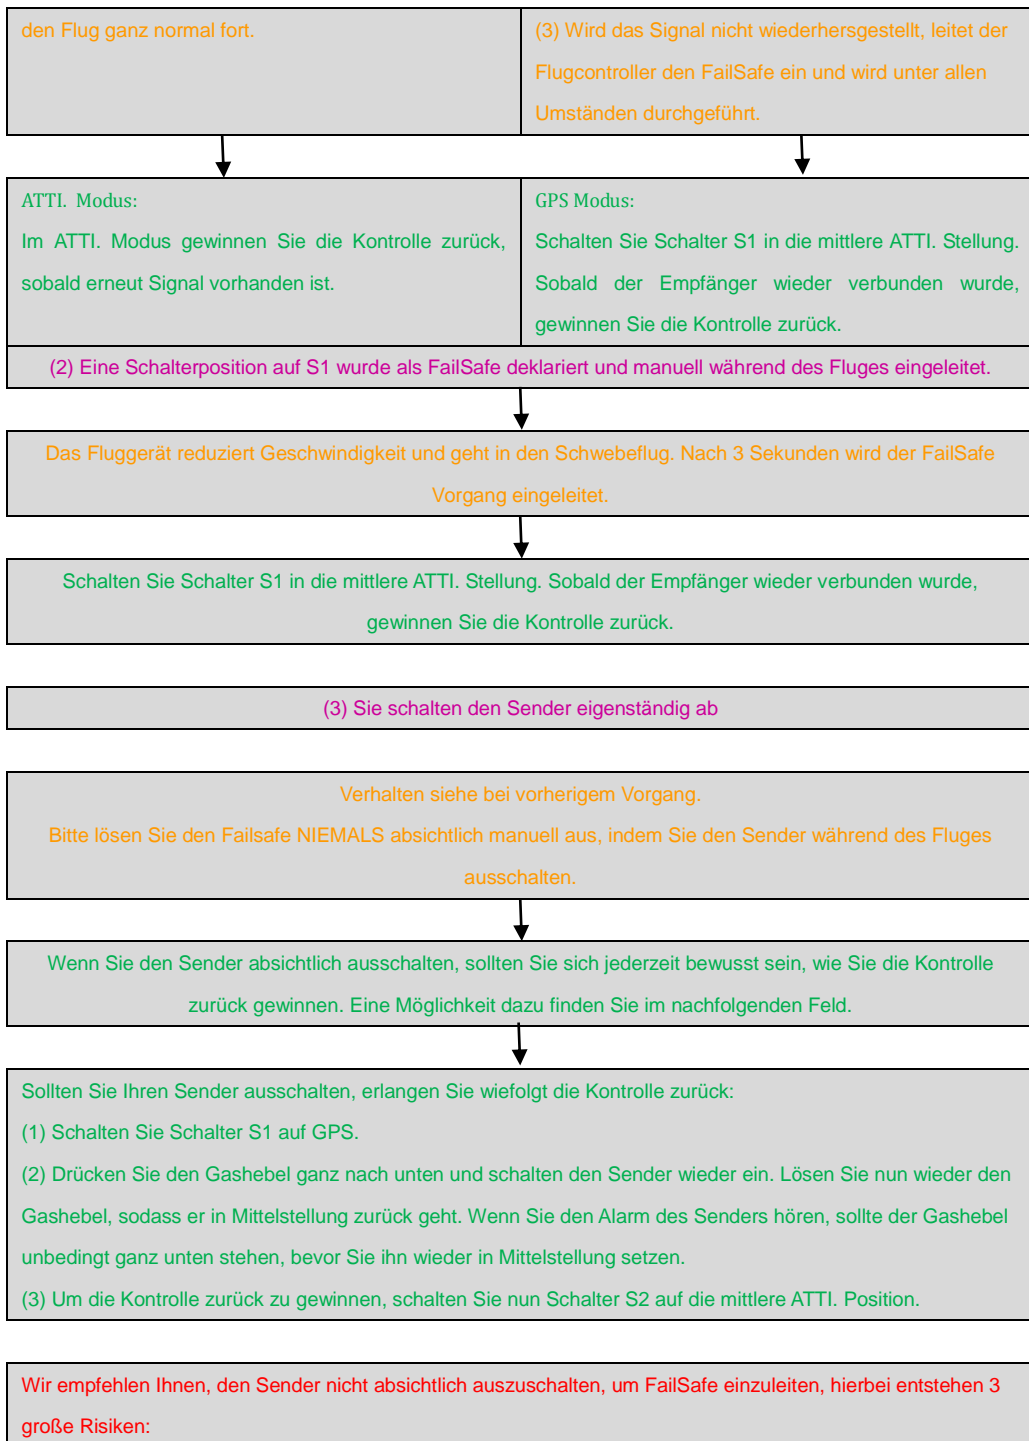 den Flug ganz normal fort.
(3) Wird das Signal nicht wiederhersgestellt, leitet der
Flugcontroller den FailSafe ein und wird unter allen
Umständen durchgeführt.
ATTI. Modus:
Im ATTI. Modus gewinnen Sie die Kontrolle zurück,
sobald erneut Signal vorhanden ist.
GPS Modus:
Schalten Sie Schalter S1 in die mittlere ATTI. Stellung.
Sobald der Empfänger wieder verbunden wurde,
gewinnen Sie die Kontrolle zurück.
(2) Eine Schalterposition auf S1 wurde als FailSafe deklariert und manuell während des Fluges eingeleitet.
Das Fluggerät reduziert Geschwindigkeit und geht in den Schwebeflug. Nach 3 Sekunden wird der FailSafe
Vorgang eingeleitet.
Schalten Sie Schalter S1 in die mittlere ATTI. Stellung. Sobald der Empfänger wieder verbunden wurde,
gewinnen Sie die Kontrolle zurück.
(3) Sie schalten den Sender eigenständig ab
Verhalten siehe bei vorherigem Vorgang.
Bitte lösen Sie den Failsafe NIEMALS absichtlich manuell aus, indem Sie den Sender während des Fluges
ausschalten.
Wenn Sie den Sender absichtlich ausschalten, sollten Sie sich jederzeit bewusst sein, wie Sie die Kontrolle
zurück gewinnen. Eine Möglichkeit dazu finden Sie im nachfolgenden Feld.
Sollten Sie Ihren Sender ausschalten, erlangen Sie wiefolgt die Kontrolle zurück:
(1) Schalten Sie Schalter S1 auf GPS.
(2) Drücken Sie den Gashebel ganz nach unten und schalten den Sender wieder ein. Lösen Sie nun wieder den
Gashebel, sodass er in Mittelstellung zurück geht. Wenn Sie den Alarm des Senders hören, sollte der Gashebel
unbedingt ganz unten stehen, bevor Sie ihn wieder in Mittelstellung setzen.
(3) Um die Kontrolle zurück zu gewinnen, schalten Sie nun Schalter S2 auf die mittlere ATTI. Position.
Wir empfehlen Ihnen, den Sender nicht absichtlich auszuschalten, um FailSafe einzuleiten, hierbei entstehen 3
große Risiken: